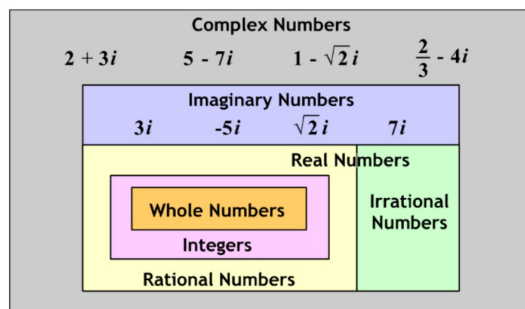 Complex Numbers
2 + 3i 5 - 7i 1 - √2 i 2/3 - 4i
Imaginary Numbers
3i -5i √2 i 7i
Real Numbers
Irrational
Numbers
Whole Numbers
Integers
Rational Numbers